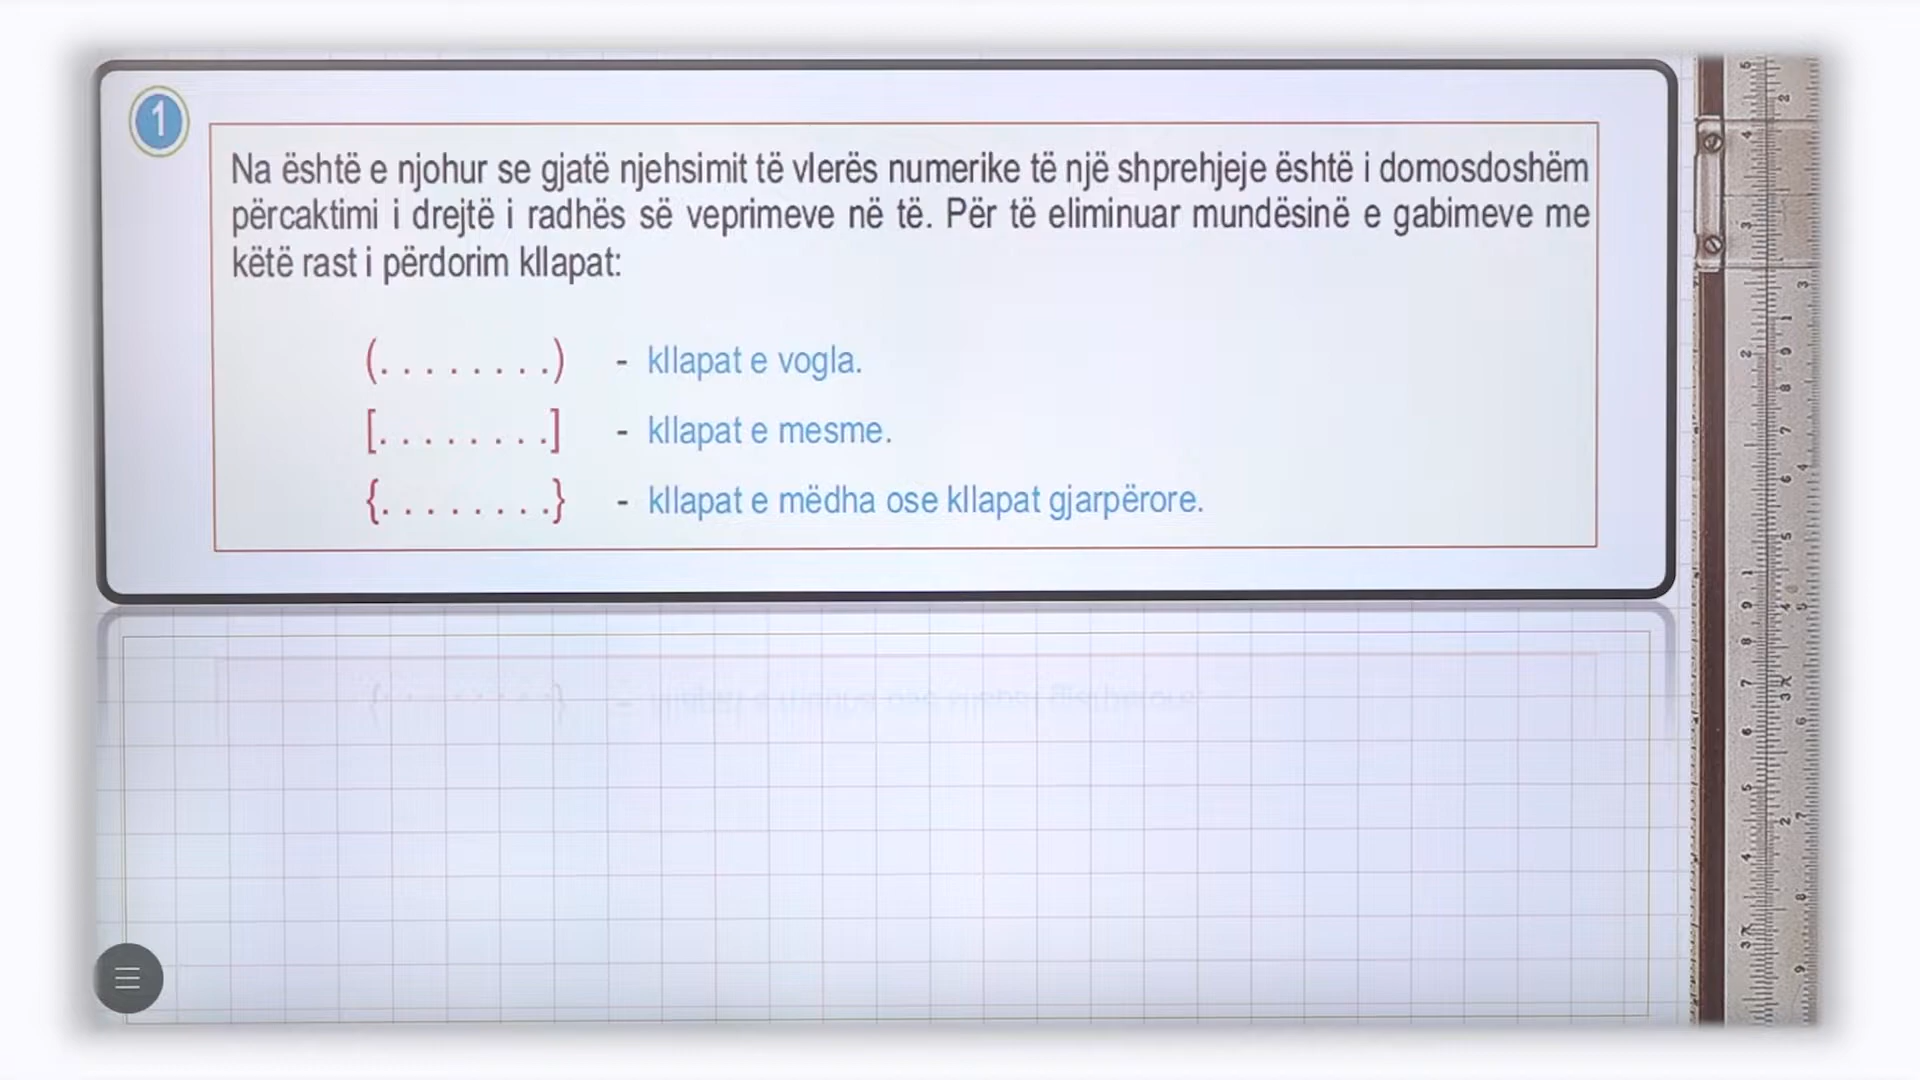 1
Na është e njohur se gjatë njehsimit të vlerës numerike të një shprehjeje është i domosdoshëm
përcaktimi i drejtë i radhës së veprimeve në të. Për të eliminuar mundësinë e gabimeve me
këtë rast i përdorim kllapat:
(. . . . . . . .) - kllapat e vogla.
[. . . . . . . .] - kllapat e mesme.
{. . . . . . . .} - kllapat e mëdha ose kllapat gjarpërore.